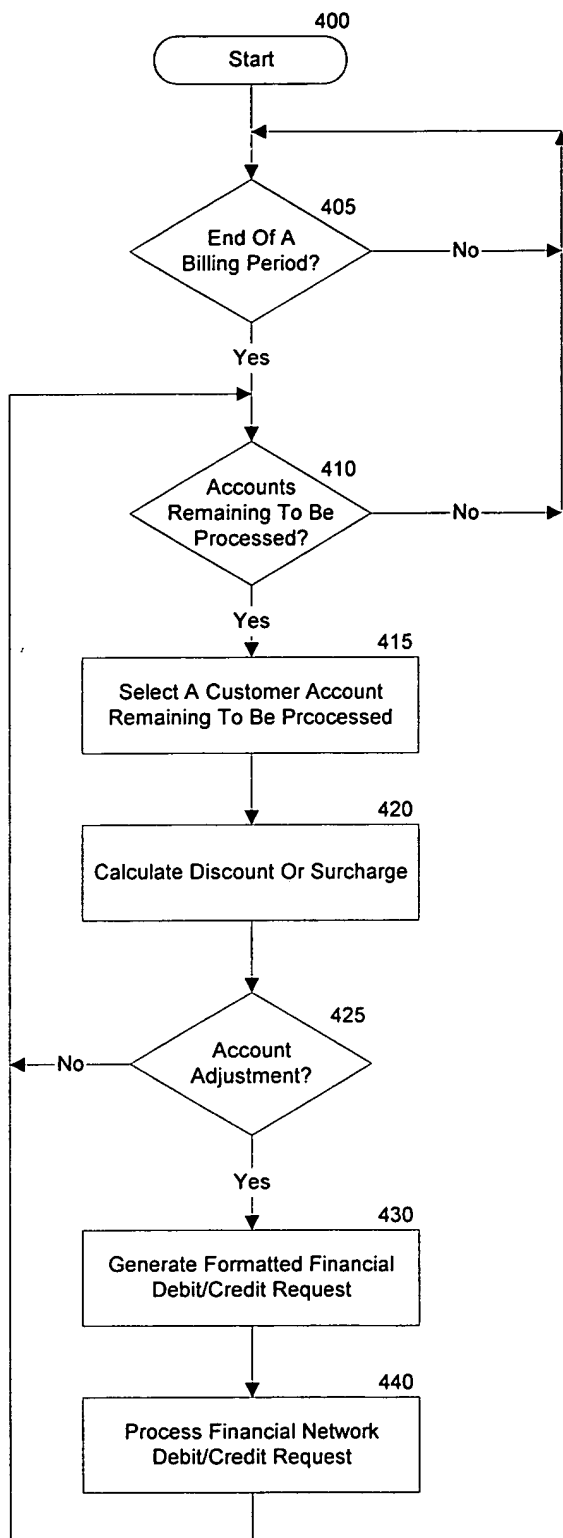 400
Start
405
End Of A
Billing Period?
No
Yes
410
Accounts
Remaining To Be
Processed?
No
Yes
415
Select A Customer Account
Remaining To Be Prcocessed
420
Calculate Discount Or Surcharge
425
Account
Adjustment?
No
Yes
430
Generate Formatted Financial
Debit/Credit Request
440
Process Financial Network
Debit/Credit Request